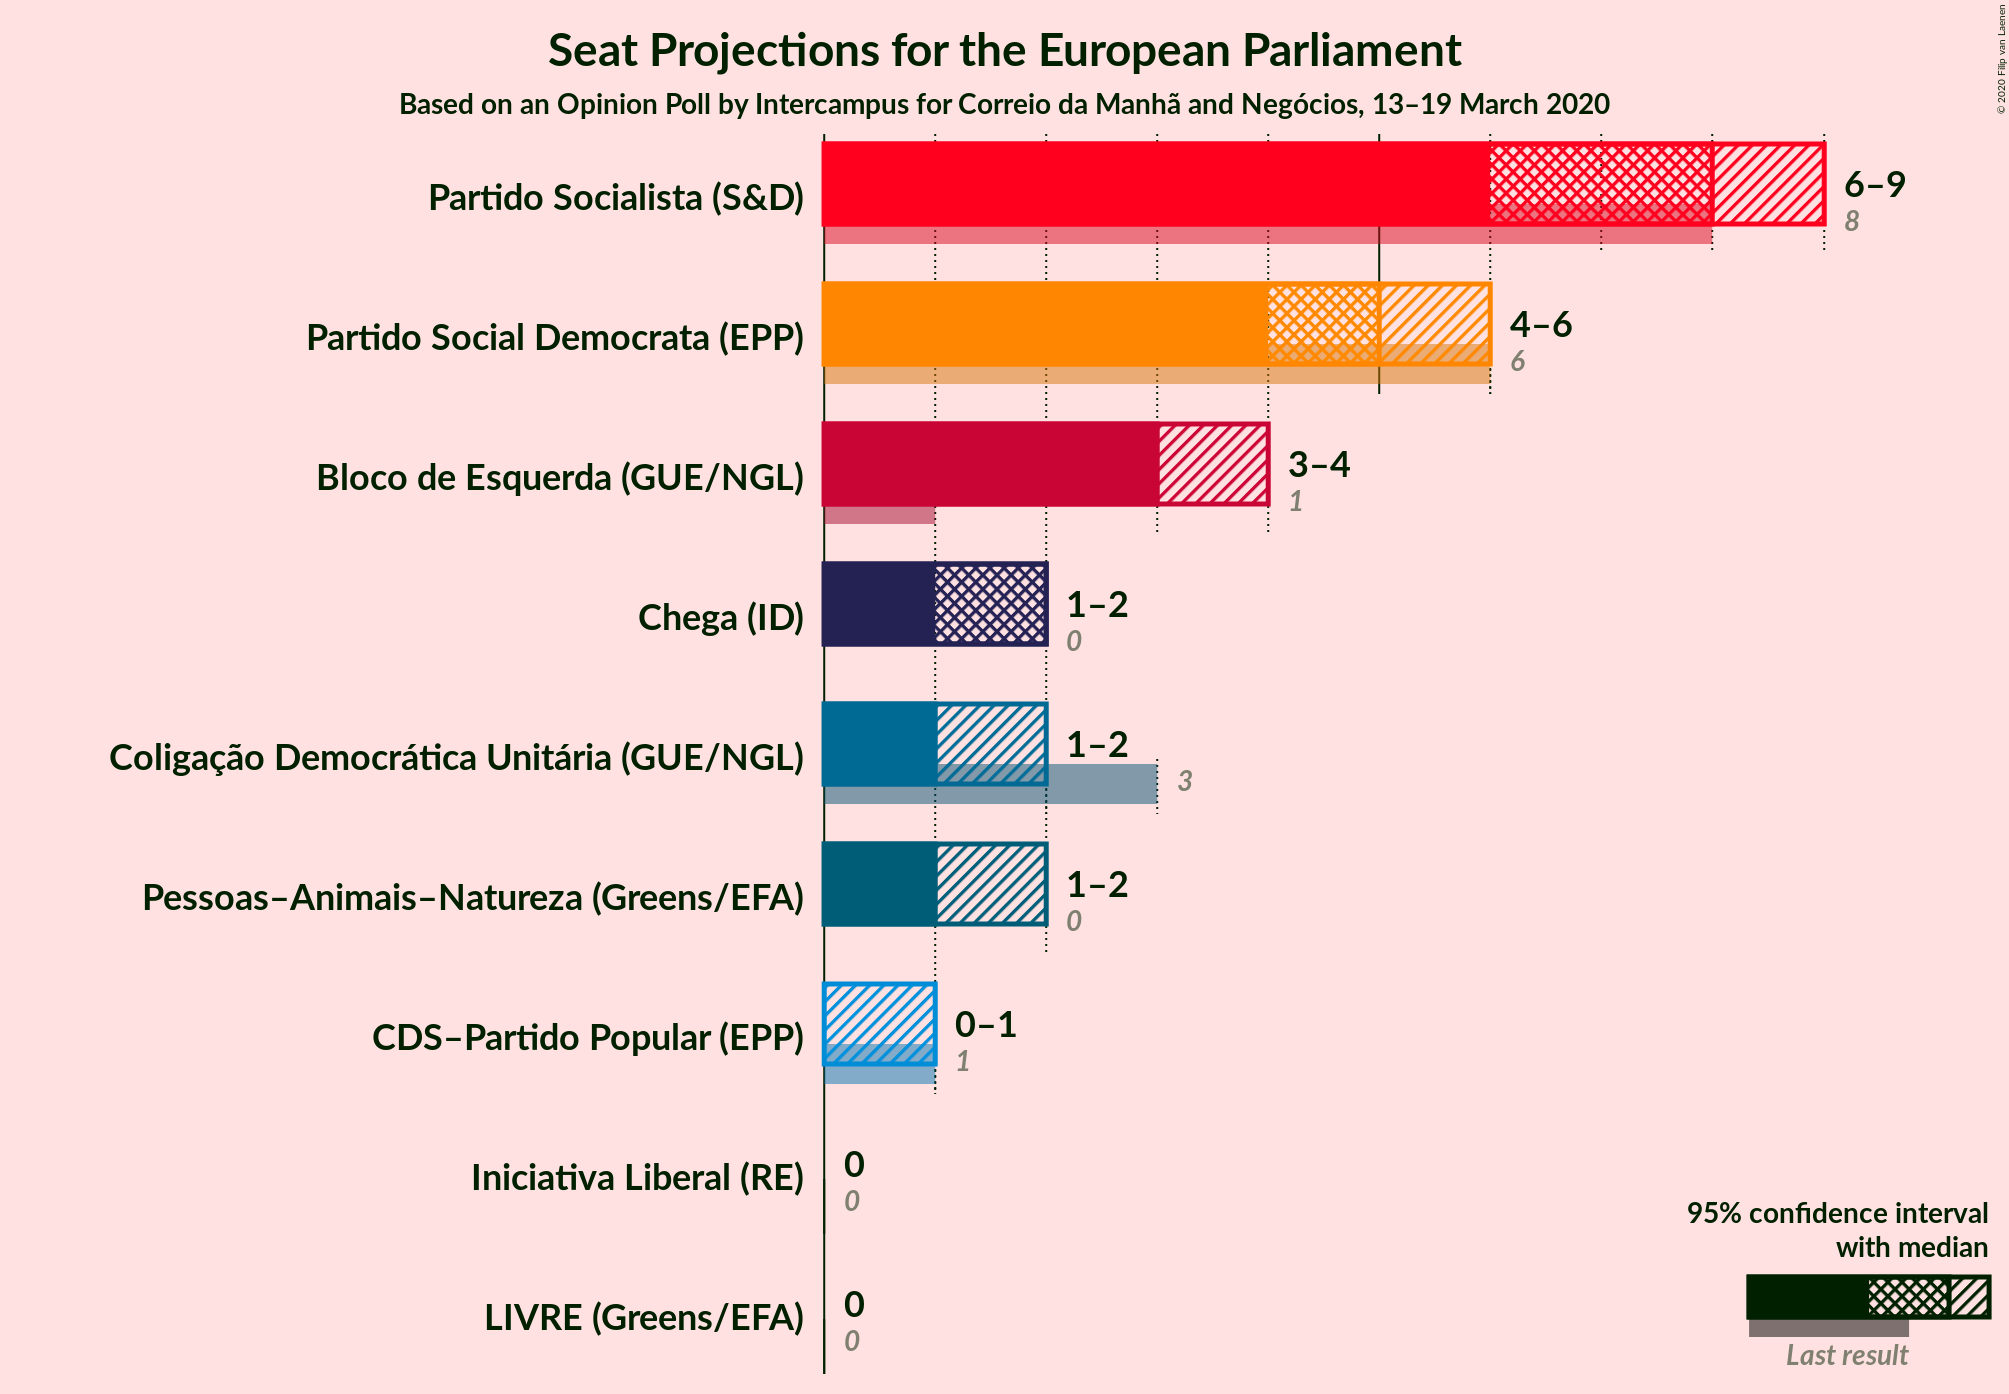 Seat Projections for the European Parliament
Based on an Opinion Poll by Intercampus for Correio da Manhã and Negócios, 13–19 March 2020
© 2020 Filip van Laenen
Partido Socialista (S&D)
6–9
8
Partido Social Democrata (EPP)
4–6
6
Bloco de Esquerda (GUE/NGL)
3–4
1
Chega (ID)
1–2
0
Coligação Democrática Unitária (GUE/NGL)
1–2
3
Pessoas–Animais–Natureza (Greens/EFA)
1–2
0
CDS–Partido Popular (EPP)
0–1
1
Iniciativa Liberal (RE)
0
0
LIVRE (Greens/EFA)
0
0
95% confidence interval
with median
Last result